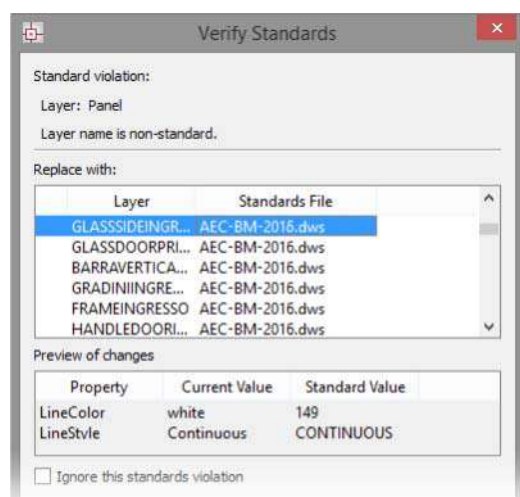 Verify Standards
Standard violation:
Layer: Panel
Layer name is non-standard.
Replace with:
Layer Standards File
GLASSSIDEINGR... AEC-BM-2016.dws
GLASSDOORPRI... AEC-BM-2016.dws
BARRAVERTICA... AEC-BM-2016.dws
GRADINIINGRE... AEC-BM-2016.dws
FRAMEINGRESSO AEC-BM-2016.dws
HANDLEDOORI... AEC-BM-2016.dws
Preview of changes
Property Current Value Standard Value
LineColor white 149
LineStyle Continuous CONTINUOUS
Ignore this standards violation